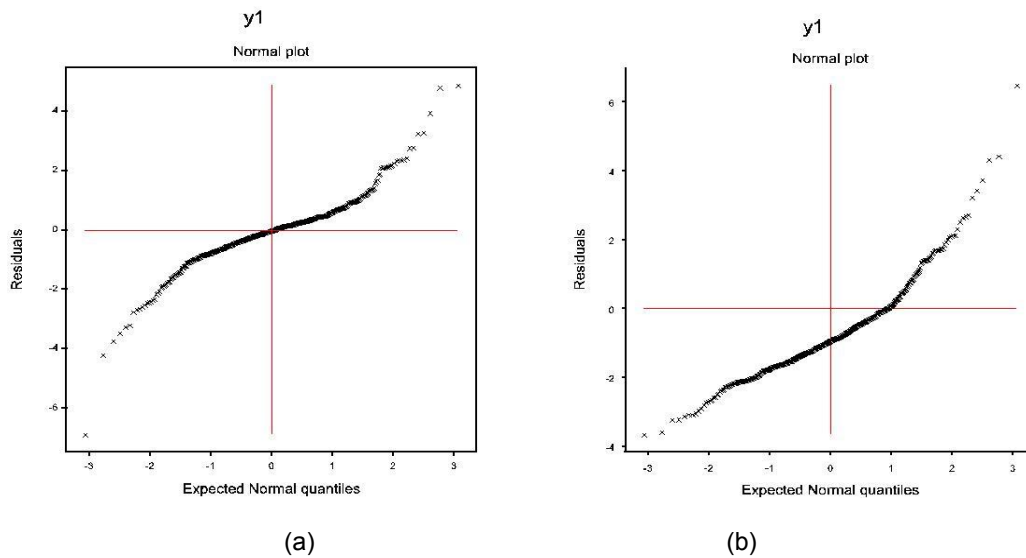 y1
Normal plot
Residuals
4
2
0
-2
-4
-6
-3 -2 -1 0 1 2 3
Expected Normal quantiles
(a)
y1
Normal plot
Residuals
6
4
2
0
-2
-4
-3 -2 -1 0 1 2 3
Expected Normal quantiles
(b)